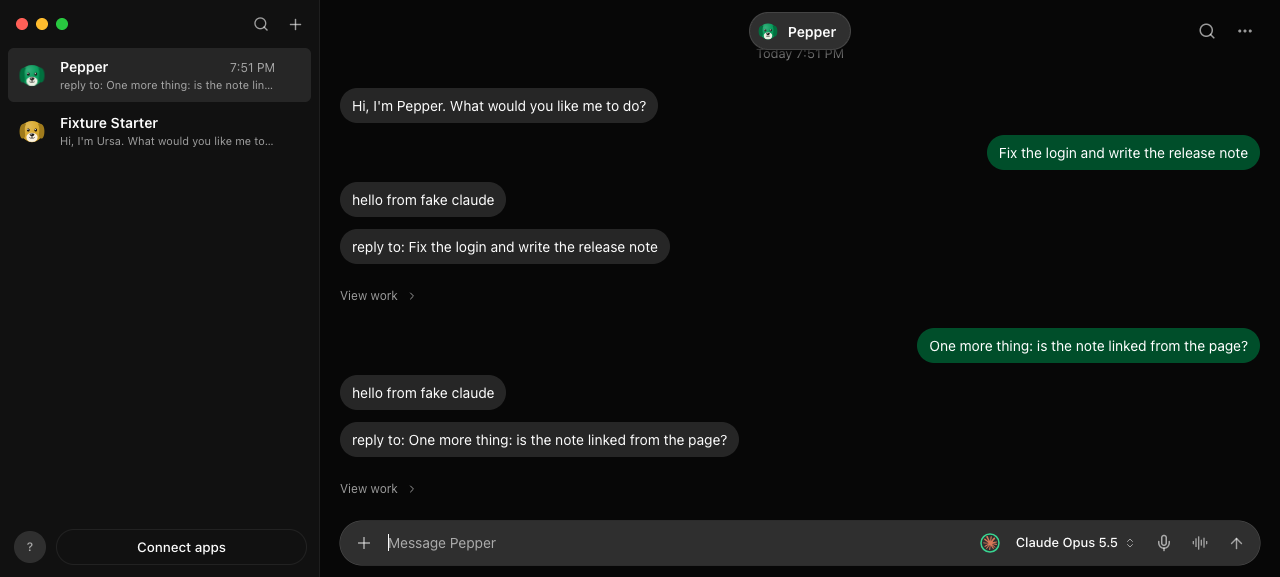 Pepper
7:51 PM
reply to: One more thing: is the note lin...
Fixture Starter
Hi, I'm Ursa. What would you like me to...
?
Connect apps
Pepper
Today 7:51 PM
Hi, I'm Pepper. What would you like me to do?
Fix the login and write the release note
hello from fake claude
reply to: Fix the login and write the release note
View work
One more thing: is the note linked from the page?
hello from fake claude
reply to: One more thing: is the note linked from the page?
View work
Message Pepper
Claude Opus 5.5